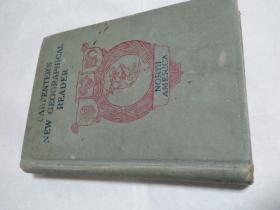 CARPENTER'S
NEW GEOGRAPHICAL
READER
NORTH
AMERICA